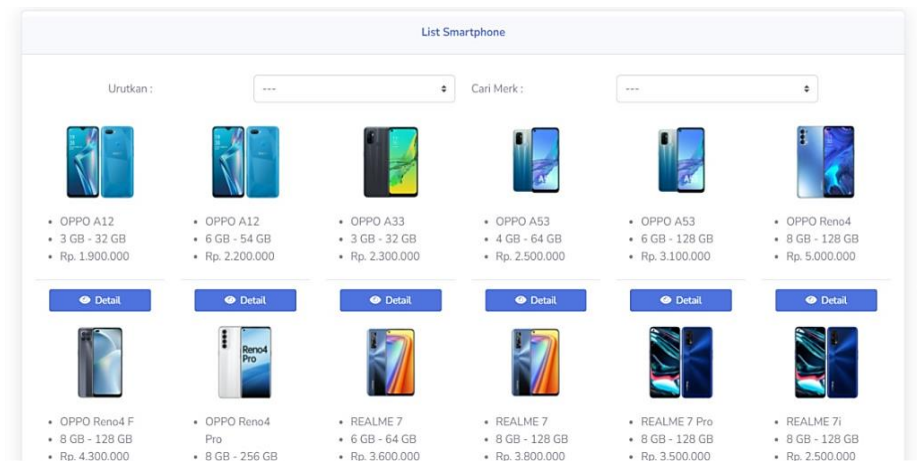 List Smartphone
Urutkan :
---
Cari Merk :
---
OPPO A12
3 GB - 32 GB
Rp. 1.900.000
Detail
OPPO A12
6 GB - 54 GB
Rp. 2.200.000
Detail
OPPO A33
3 GB - 32 GB
Rp. 2.300.000
Detail
OPPO A53
4 GB - 64 GB
Rp. 2.500.000
Detail
OPPO A53
6 GB - 128 GB
Rp. 3.100.000
Detail
OPPO Reno4
8 GB - 128 GB
Rp. 5.000.000
Detail
OPPO Reno4 F
8 GB - 128 GB
Rp. 4.300.000
Reno4
Pro
OPPO Reno4
Pro
8 GB - 256 GB
REALME 7
6 GB - 64 GB
Rp. 3.600.000
REALME 7
8 GB - 128 GB
Rp. 3.800.000
REALME 7 Pro
8 GB - 128 GB
Rp. 3.500.000
REALME 7i
8 GB - 128 GB
Rp. 2.500.000